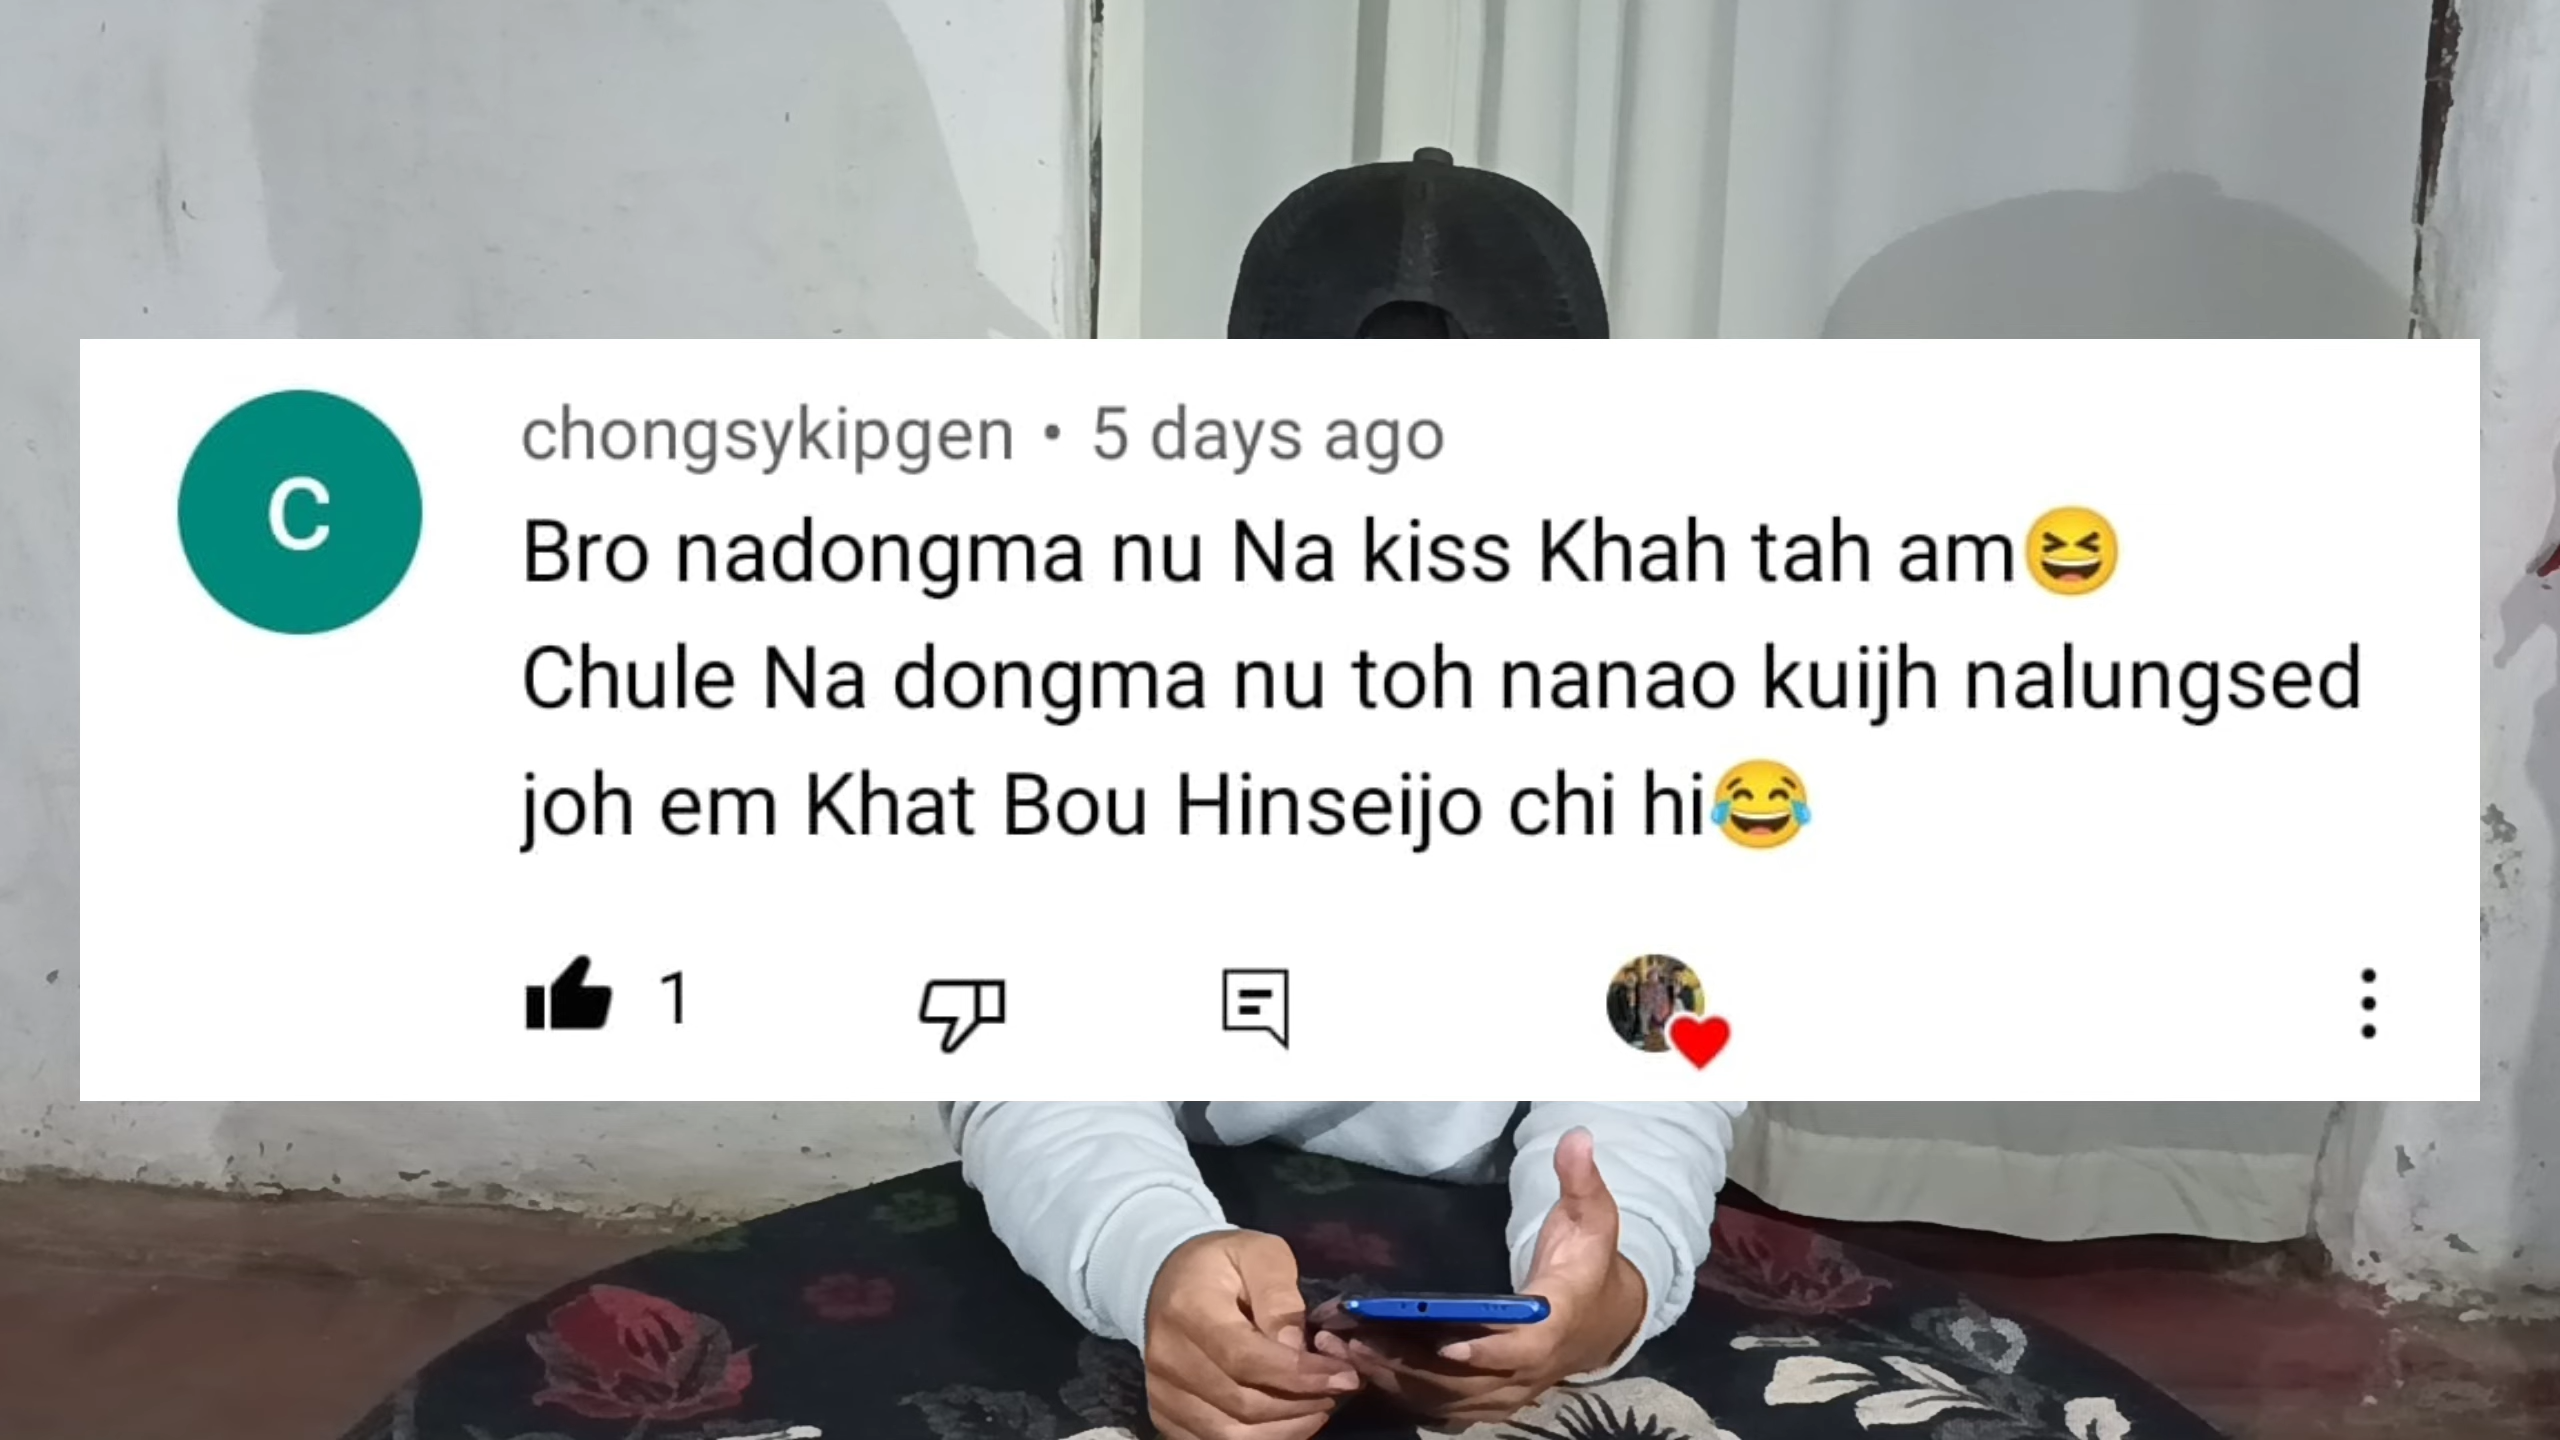 C
chongsykipgen • 5 days ago
Bro nadongma nu Na kiss Khah tah am😆
Chule Na dongma nu toh nanao kuijh nalungsed
joh em Khat Bou Hinseijo chi hi😂
1